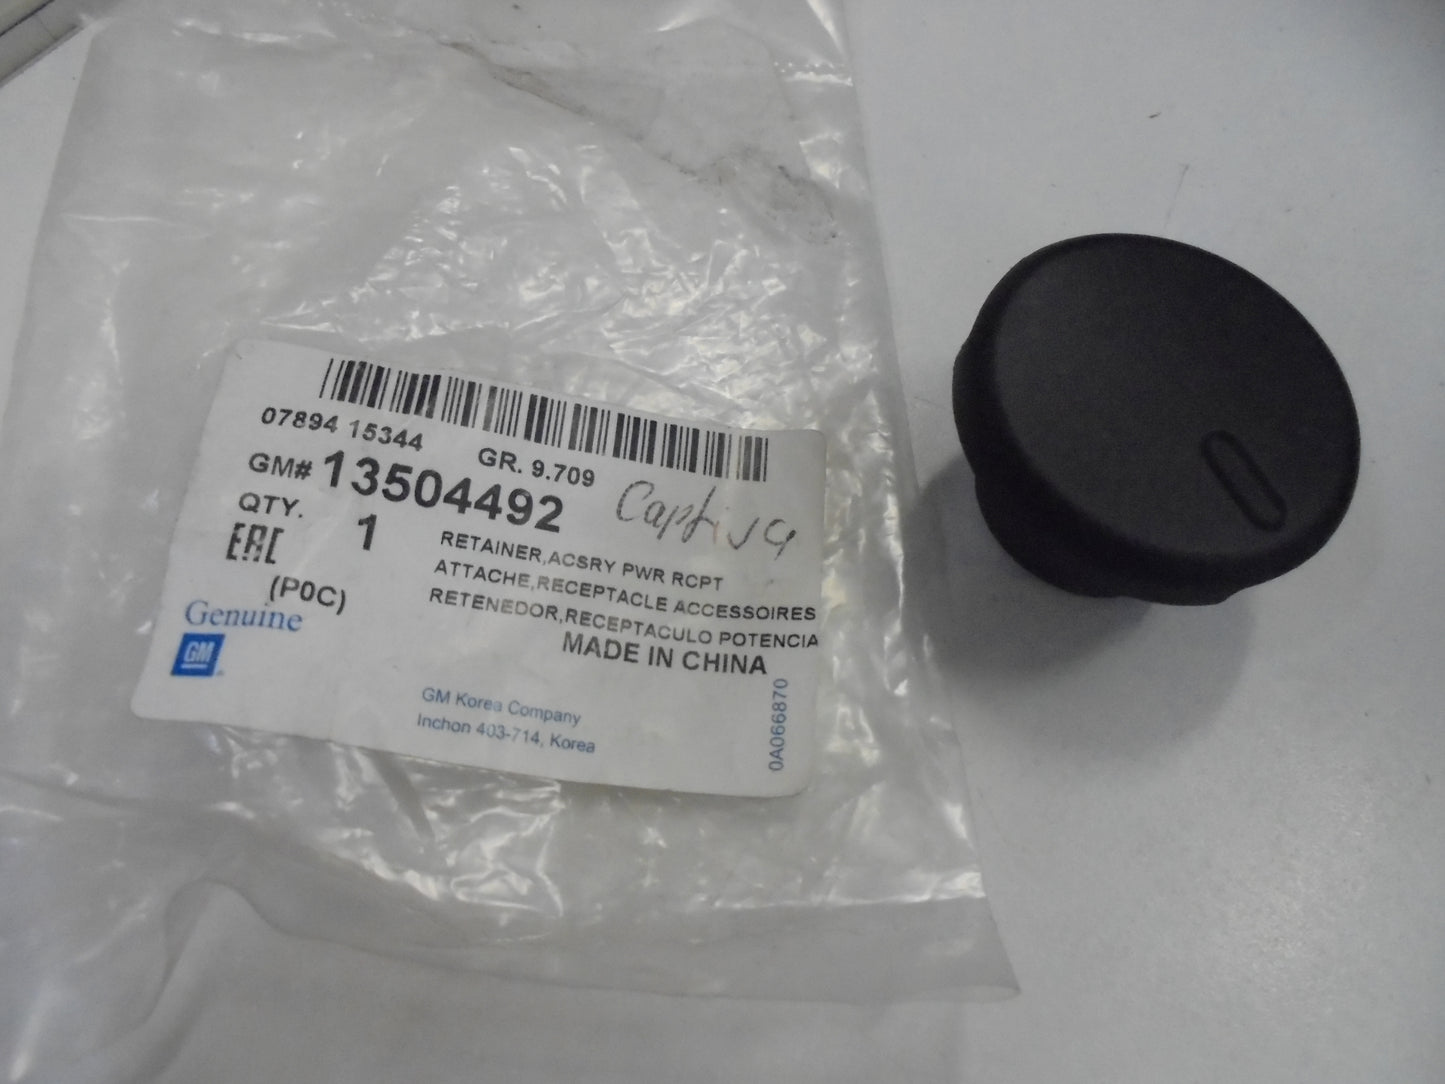 07894 15344
GR. 9.709
GM# 13504492
Captiva
QTY. 1
EAC
(P0C)
RETAINER,ACSRY PWR RCPT
ATTACHE,RECEPTACLE ACCESSOIRES
RETENEDOR,RECEPTACULO POTENCIA
MADE IN CHINA
Genuine
GM
GM Korea Company
Inchon 403-714, Korea
0A066870